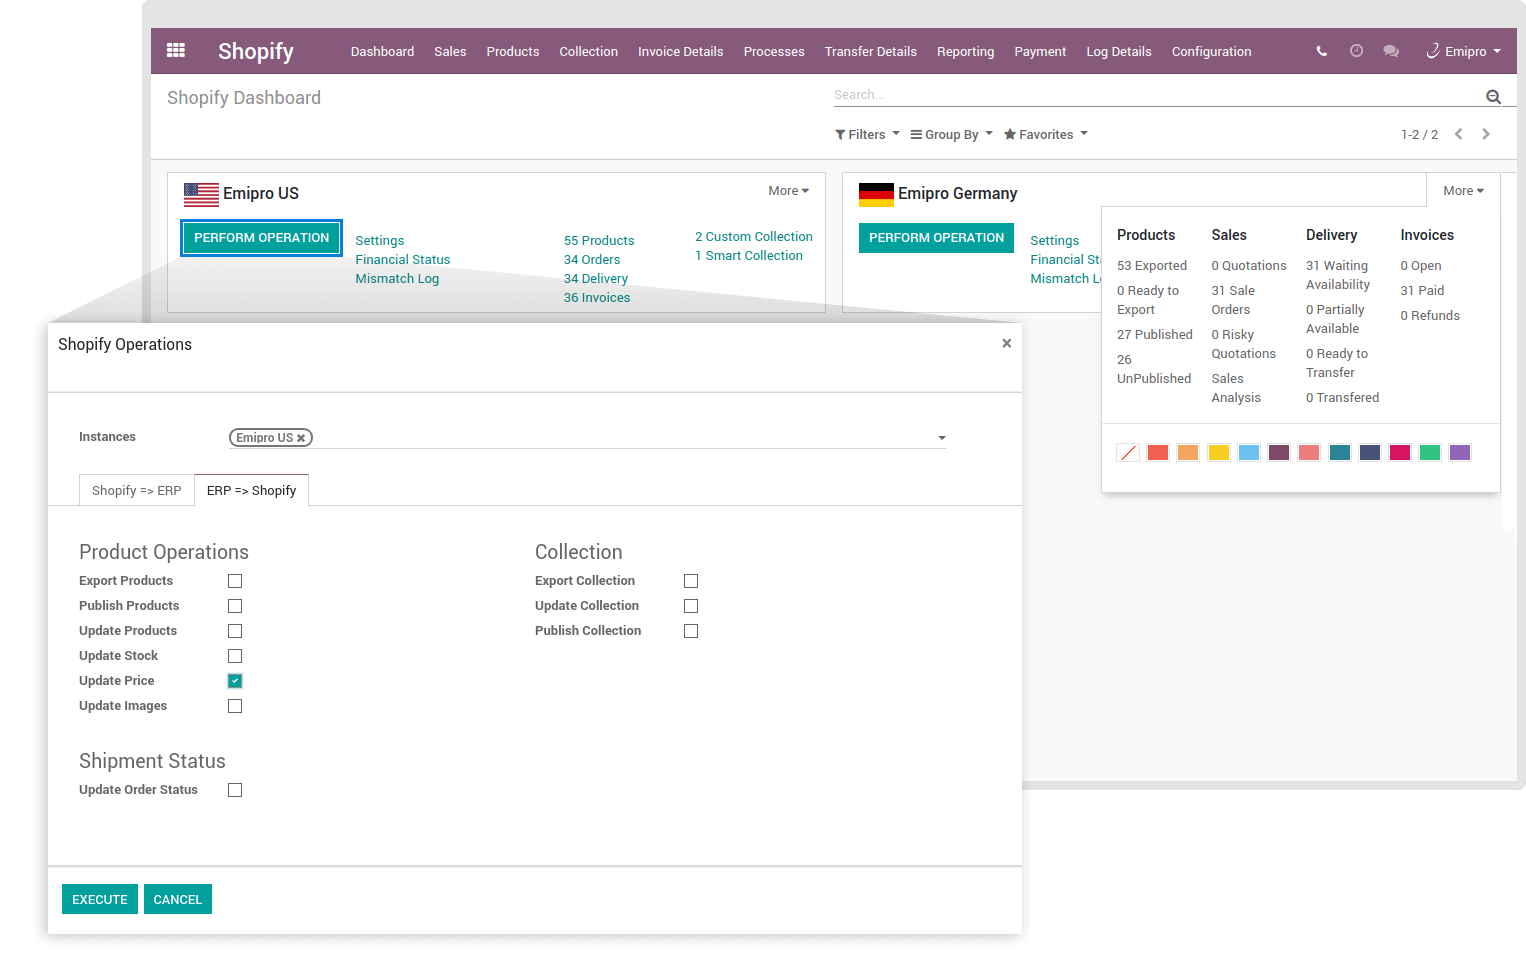 Shopify Dashboard Sales Products Collection Invoice Details Processes Transfer Details Reporting Payment Log Details Configuration Emipro
Shopify Dashboard
Search...
Filters Group By Favorites 1-2 / 2
Emipro US More
PERFORM OPERATION
Settings
Financial Status
Mismatch Log
55 Products
34 Orders
34 Delivery
36 Invoices
2 Custom Collection
1 Smart Collection
Emipro Germany More
PERFORM OPERATION
Settings
Financial Sta
Mismatch Lo
Products
53 Exported
0 Ready to
Export
27 Published
26
UnPublished
Sales
0 Quotations
31 Sale
Orders
0 Risky
Quotations
Sales
Analysis
Delivery
31 Waiting
Availability
0 Partially
Available
0 Ready to
Transfer
0 Transfered
Invoices
0 Open
31 Paid
0 Refunds
Shopify Operations
Instances Emipro US
Shopify => ERP ERP => Shopify
Product Operations
Export Products
Publish Products
Update Products
Update Stock
Update Price
Update Images
Collection
Export Collection
Update Collection
Publish Collection
Shipment Status
Update Order Status
EXECUTE CANCEL